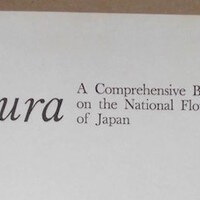 ura
A Comprehensive B
on the National Flo
of Japan